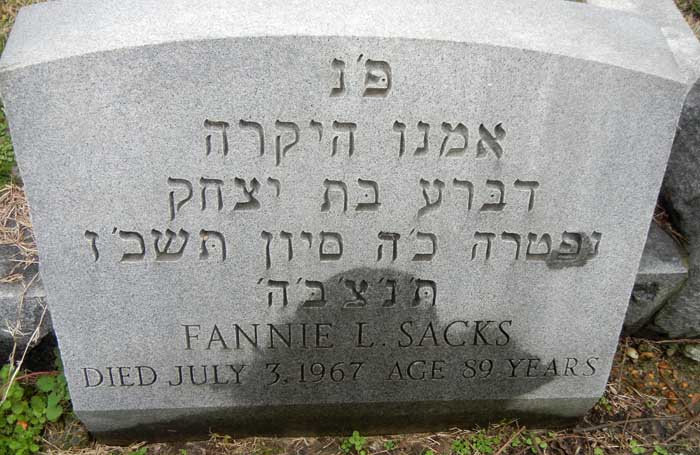 פ'נ
אמנו היקרה
דברע בת יצחק
נפטרה כ'ה סיון תשכ'ז
ת'נ'צ'ב'ה'
FANNIE L. SACKS
DIED JULY 3, 1967 AGE 89 YEARS